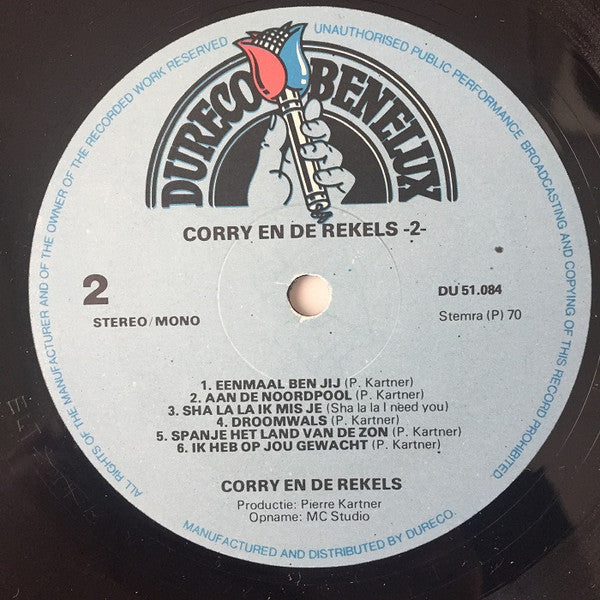 ALL RIGHTS OF THE MANUFACTURER AND OF THE OWNER OF THE RECORDED WORK RESERVED
UNAUTHORISED PUBLIC PERFORMANCE, BROADCASTING AND COPYING OF THIS RECORD PROHIBITED
DURECO BENELUX
CORRY EN DE REKELS -2-
2
DU 51.084
STEREO/MONO
Stemra (P) 70
1. EENMAAL BEN JIJ (P. Kartner)
2. AAN DE NOORDPOOL (P. Kartner)
3. SHA LA LA IK MIS JE (Sha la la I need you)
4. DROOMWALS (P. Kartner)
5. SPANJE HET LAND VAN DE ZON (P. Kartner)
6. IK HEB OP JOU GEWACHT (P. Kartner)
CORRY EN DE REKELS
Productie: Pierre Kartner
Opname: MC Studio
MANUFACTURED AND DISTRIBUTED BY DURECO.